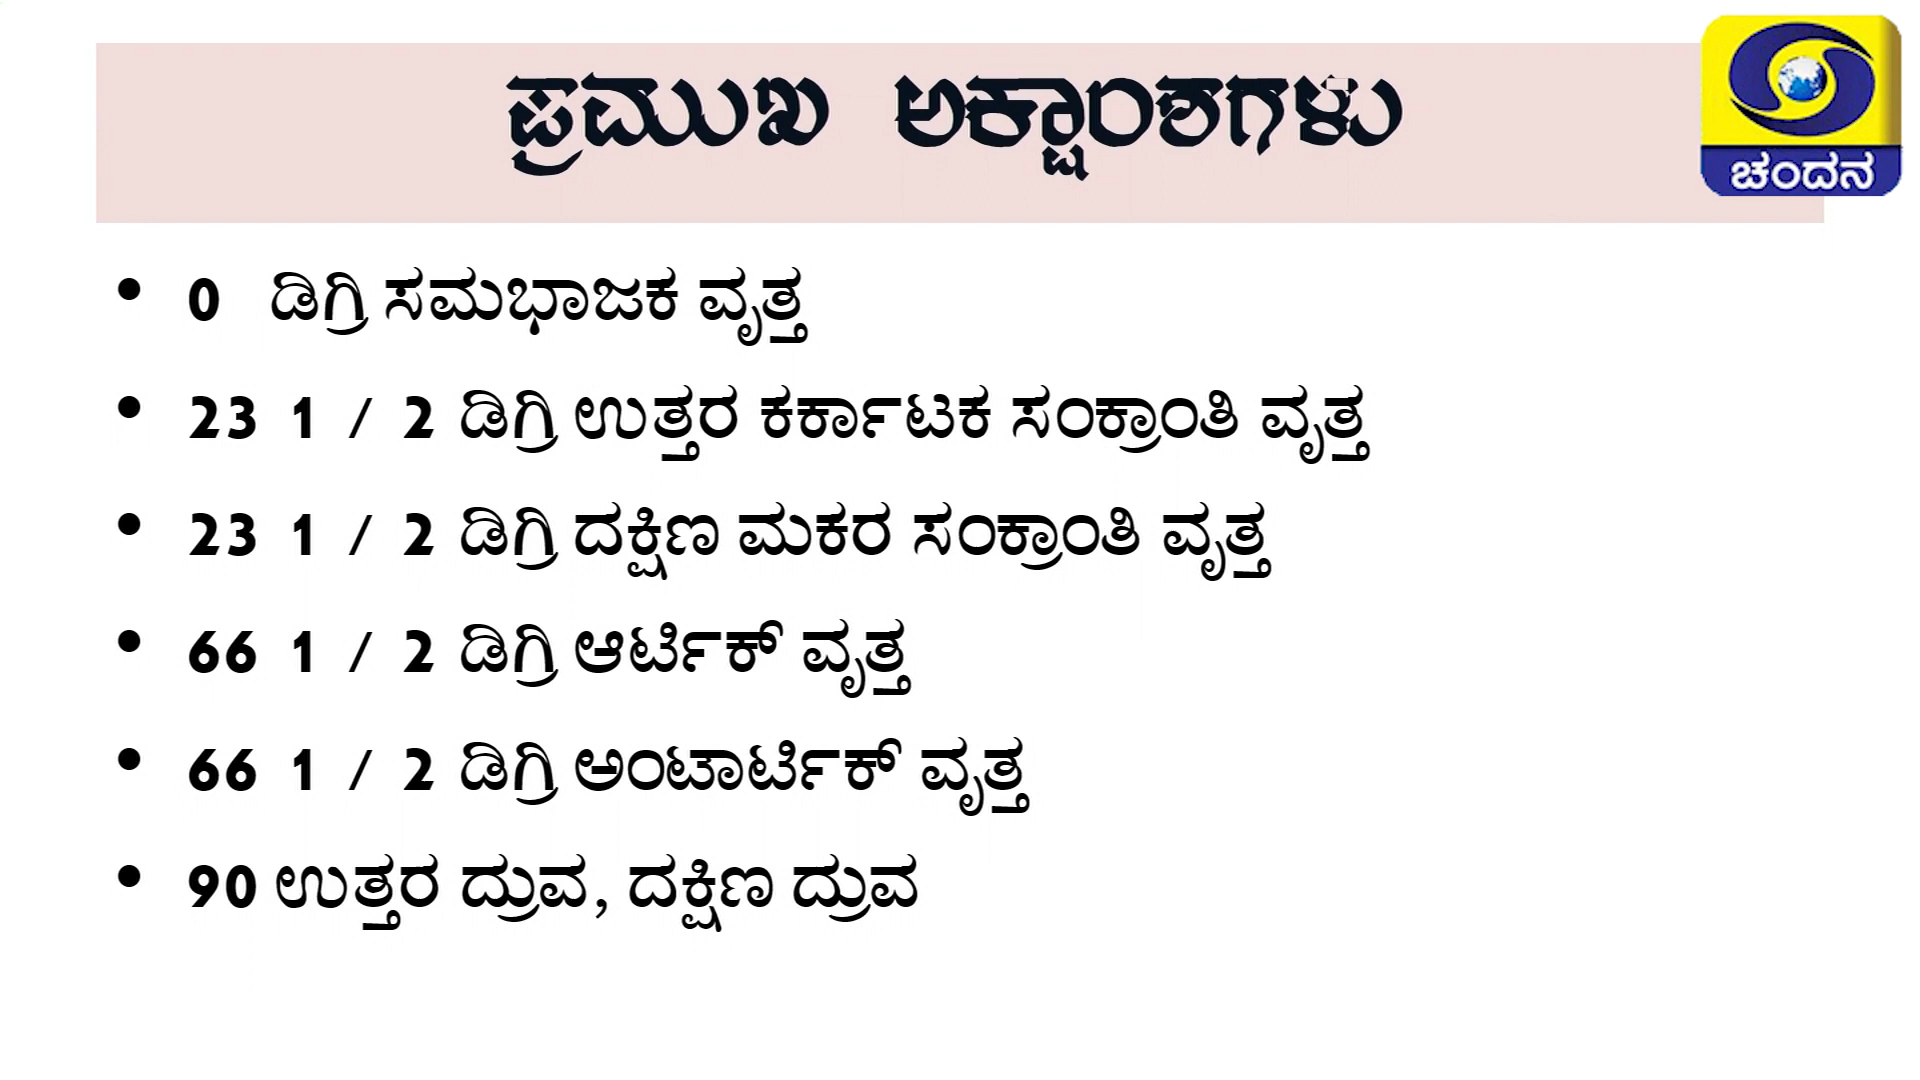 ಪ್ರಮುಖ ಅಕ್ಷಾಂಶಗಳು
ಚಂದನ
• 0 ಡಿಗ್ರಿ ಸಮಭಾಜಕ ವೃತ್ತ
• 23 1 / 2 ಡಿಗ್ರಿ ಉತ್ತರ ಕರ್ಕಾಟಕ ಸಂಕ್ರಾಂತಿ ವೃತ್ತ
• 23 1 / 2 ಡಿಗ್ರಿ ದಕ್ಷಿಣ ಮಕರ ಸಂಕ್ರಾಂತಿ ವೃತ್ತ
• 66 1 / 2 ಡಿಗ್ರಿ ಆರ್ಟಿಕ್ ವೃತ್ತ
• 66 1 / 2 ಡಿಗ್ರಿ ಅಂಟಾರ್ಟಿಕ್ ವೃತ್ತ
• 90 ಉತ್ತರ ದ್ರುವ, ದಕ್ಷಿಣ ದ್ರುವ